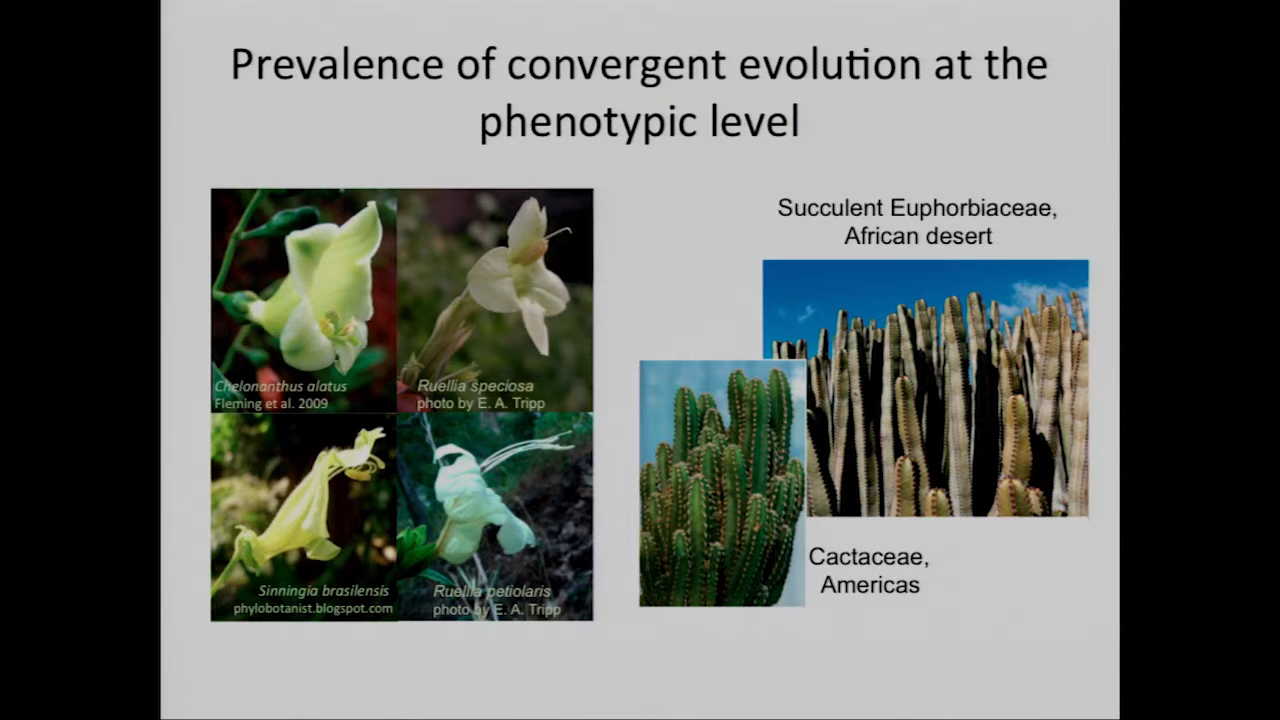 Prevalence of convergent evolution at the
phenotypic level
Chelonanthus alatus
Fleming et al. 2009
Ruellia speciosa
photo by E. A. Tripp
Sinningia brasilensis
phylobotanist.blogspot.com
Ruellia petiolaris
photo by E. A. Tripp
Succulent Euphorbiaceae,
African desert
Cactaceae,
Americas